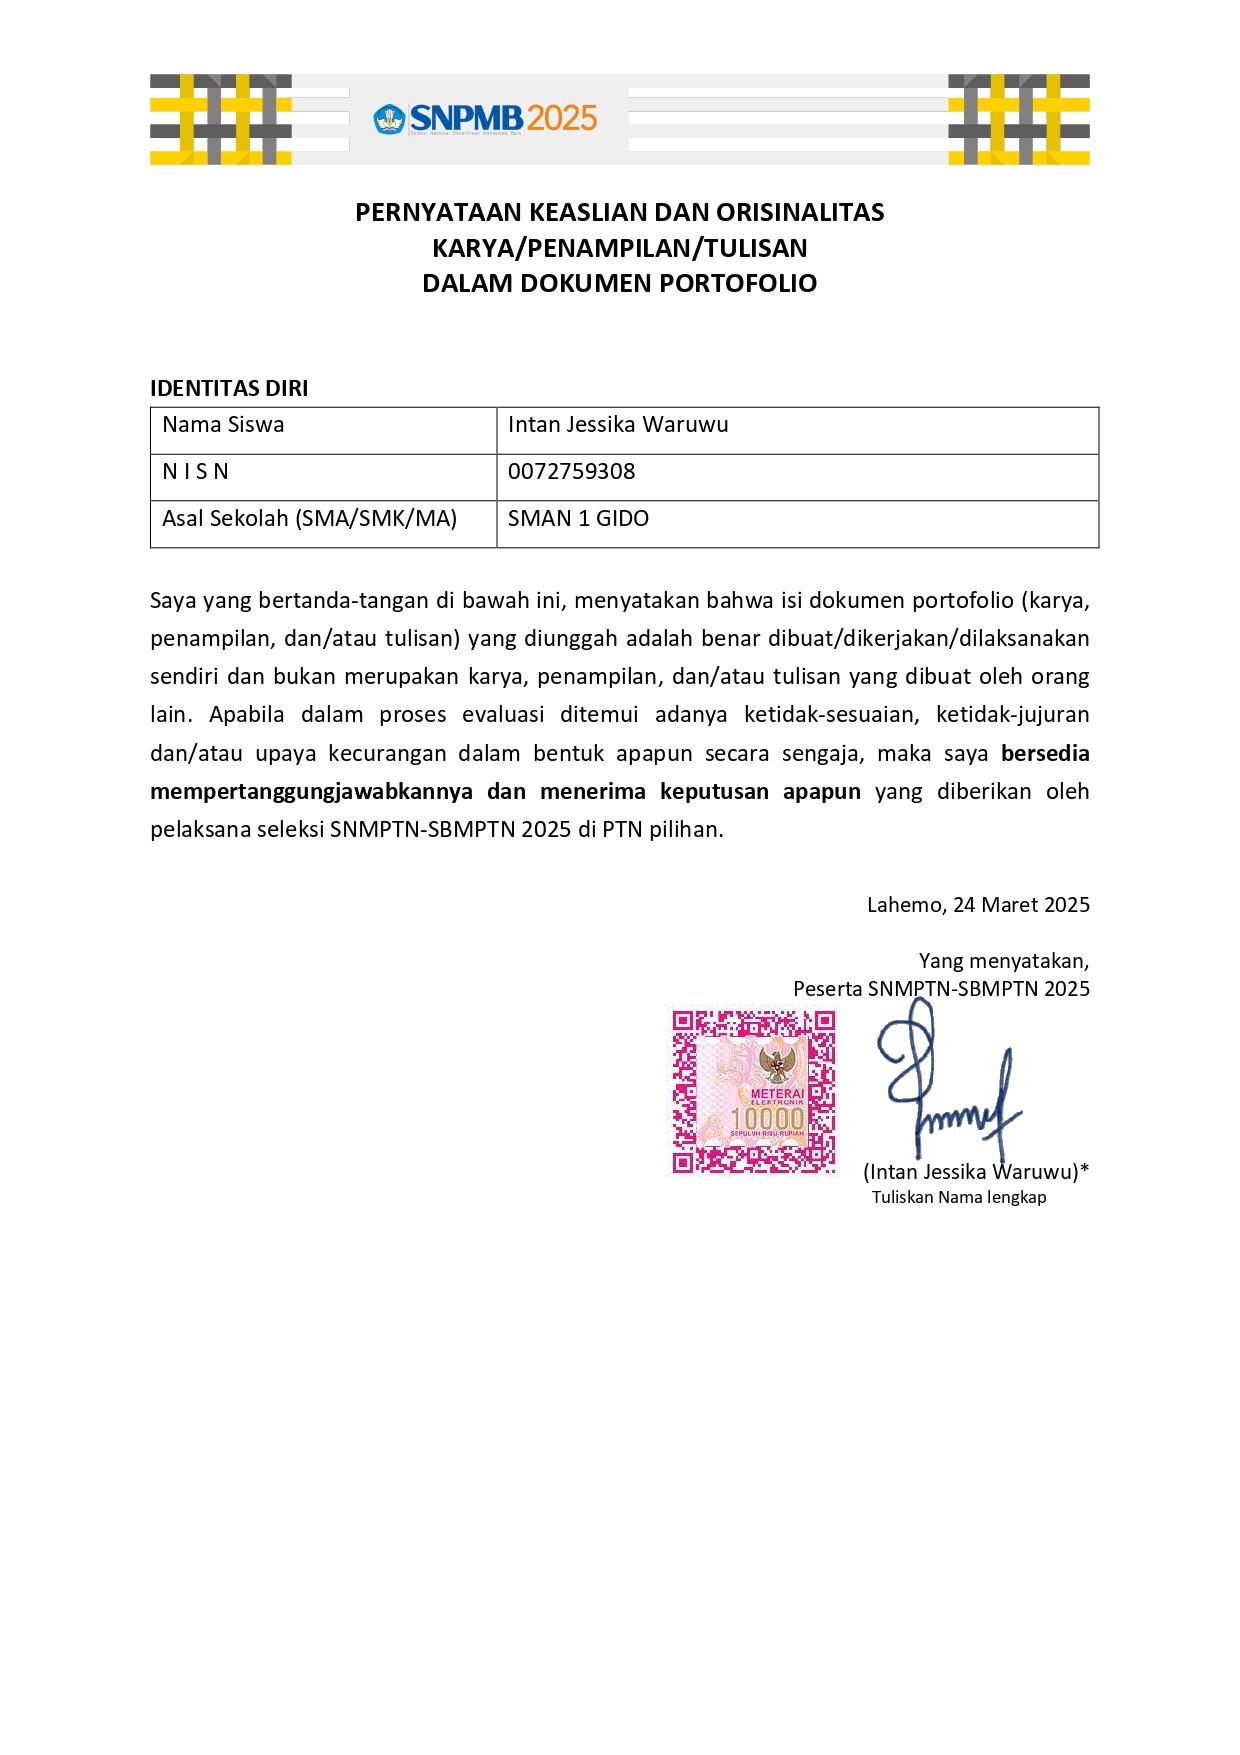 SNPMB 2025
Seleksi Nasional Penerimaan Mahasiswa Baru
PERNYATAAN KEASLIAN DAN ORISINALITAS
KARYA/PENAMPILAN/TULISAN
DALAM DOKUMEN PORTOFOLIO
IDENTITAS DIRI
Nama Siswa Intan Jessika Waruwu
N I S N 0072759308
Asal Sekolah (SMA/SMK/MA) SMAN 1 GIDO
Saya yang bertanda-tangan di bawah ini, menyatakan bahwa isi dokumen portofolio (karya,
penampilan, dan/atau tulisan) yang diunggah adalah benar dibuat/dikerjakan/dilaksanakan
sendiri dan bukan merupakan karya, penampilan, dan/atau tulisan yang dibuat oleh orang
lain. Apabila dalam proses evaluasi ditemui adanya ketidak-sesuaian, ketidak-jujuran
dan/atau upaya kecurangan dalam bentuk apapun secara sengaja, maka saya bersedia
mempertanggungjawabkannya dan menerima keputusan apapun yang diberikan oleh
pelaksana seleksi SNMPTN-SBMPTN 2025 di PTN pilihan.
Lahemo, 24 Maret 2025
Yang menyatakan,
Peserta SNMPTN-SBMPTN 2025
METERAI
ELEKTRONIK
10000
SEPULUH RIBU RUPIAH
(Intan Jessika Waruwu)*
Tuliskan Nama lengkap